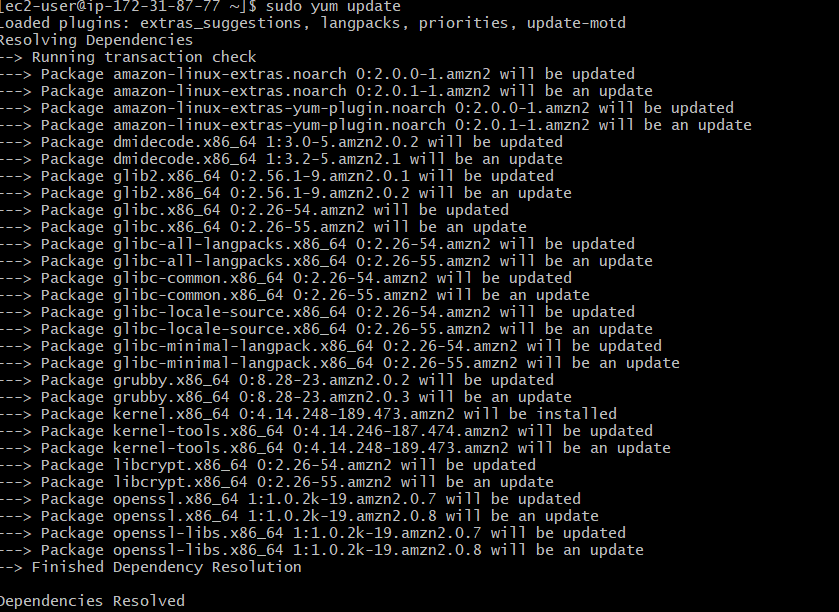 [ec2-user@ip-172-31-87-77 ~]$ sudo yum update
Loaded plugins: extras_suggestions, langpacks, priorities, update-motd
Resolving Dependencies
--> Running transaction check
---> Package amazon-linux-extras.noarch 0:2.0.0-1.amzn2 will be updated
---> Package amazon-linux-extras.noarch 0:2.0.1-1.amzn2 will be an update
---> Package amazon-linux-extras-yum-plugin.noarch 0:2.0.0-1.amzn2 will be updated
---> Package amazon-linux-extras-yum-plugin.noarch 0:2.0.1-1.amzn2 will be an update
---> Package dmidecode.x86_64 1:3.0-5.amzn2.0.2 will be updated
---> Package dmidecode.x86_64 1:3.2-5.amzn2.1 will be an update
---> Package glib2.x86_64 0:2.56.1-9.amzn2.0.1 will be updated
---> Package glib2.x86_64 0:2.56.1-9.amzn2.0.2 will be an update
---> Package glibc.x86_64 0:2.26-54.amzn2 will be updated
---> Package glibc.x86_64 0:2.26-55.amzn2 will be an update
---> Package glibc-all-langpacks.x86_64 0:2.26-54.amzn2 will be updated
---> Package glibc-all-langpacks.x86_64 0:2.26-55.amzn2 will be an update
---> Package glibc-common.x86_64 0:2.26-54.amzn2 will be updated
---> Package glibc-common.x86_64 0:2.26-55.amzn2 will be an update
---> Package glibc-locale-source.x86_64 0:2.26-54.amzn2 will be updated
---> Package glibc-locale-source.x86_64 0:2.26-55.amzn2 will be an update
---> Package glibc-minimal-langpack.x86_64 0:2.26-54.amzn2 will be updated
---> Package glibc-minimal-langpack.x86_64 0:2.26-55.amzn2 will be an update
---> Package grubby.x86_64 0:8.28-23.amzn2.0.2 will be updated
---> Package grubby.x86_64 0:8.28-23.amzn2.0.3 will be an update
---> Package kernel.x86_64 0:4.14.248-189.473.amzn2 will be installed
---> Package kernel-tools.x86_64 0:4.14.246-187.474.amzn2 will be updated
---> Package kernel-tools.x86_64 0:4.14.248-189.473.amzn2 will be an update
---> Package libcrypt.x86_64 0:2.26-54.amzn2 will be updated
---> Package libcrypt.x86_64 0:2.26-55.amzn2 will be an update
---> Package openssl.x86_64 1:1.0.2k-19.amzn2.0.7 will be updated
---> Package openssl.x86_64 1:1.0.2k-19.amzn2.0.8 will be an update
---> Package openssl-libs.x86_64 1:1.0.2k-19.amzn2.0.7 will be updated
---> Package openssl-libs.x86_64 1:1.0.2k-19.amzn2.0.8 will be an update
--> Finished Dependency Resolution
Dependencies Resolved